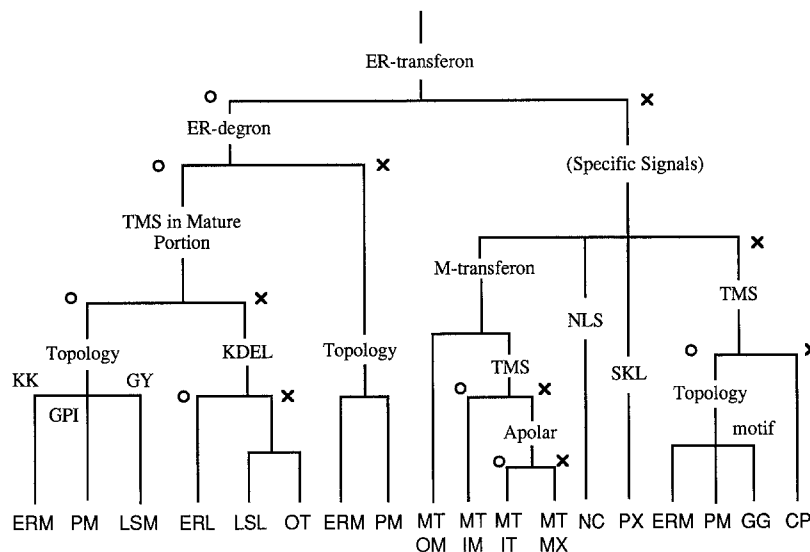 ER-transferon
o
x
ER-degron
o
x
(Specific Signals)
TMS in Mature
Portion
x
M-transferon
o
x
NLS
TMS
Topology
KDEL
Topology
TMS
SKL
o
x
KK
GY
o
x
o
x
Topology
GPI
Apolar
motif
o
x
ERM PM LSM ERL LSL OT ERM PM MT MT MT MT NC PX ERM PM GG CP
OM IM IT MX